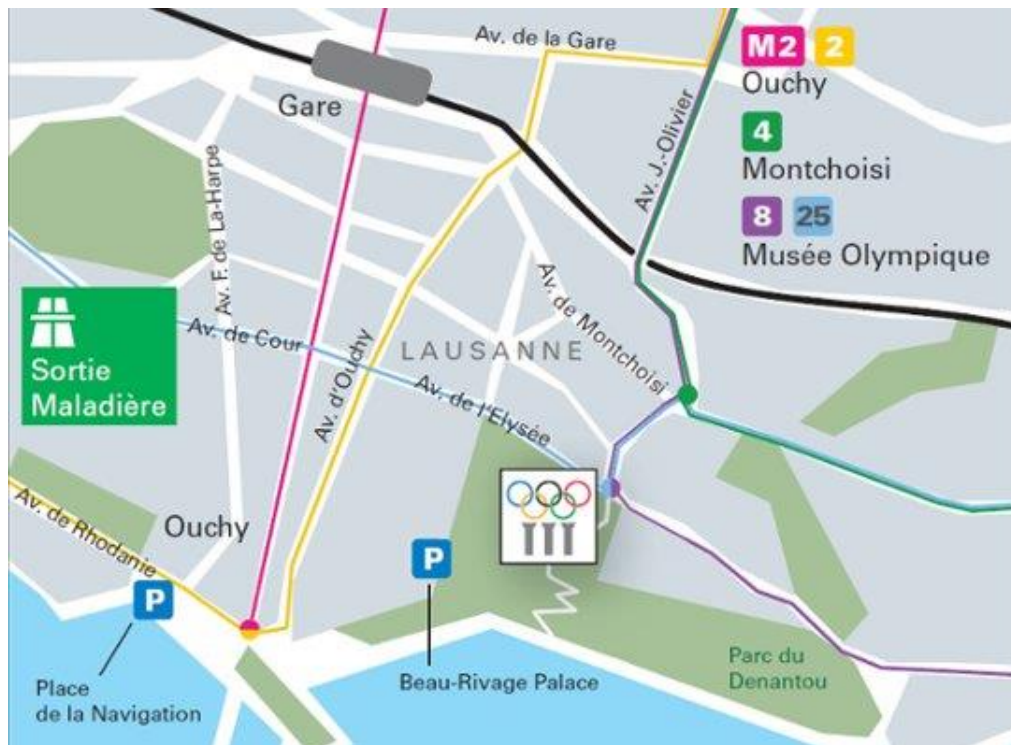 Av. de la Gare
M2 2
Ouchy
4
Montchoisi
8 25
Musée Olympique
Gare
Av. J.-Olivier
Av. F. de La-Harpe
Av. de Montchoisi
Sortie
Maladière
Av. de Cour
Av. d'Ouchy
LAUSANNE
Av. de l'Elysée
Av. de Rhodanie
Ouchy
P
P
Place
de la Navigation
Beau-Rivage Palace
Parc du
Denantou